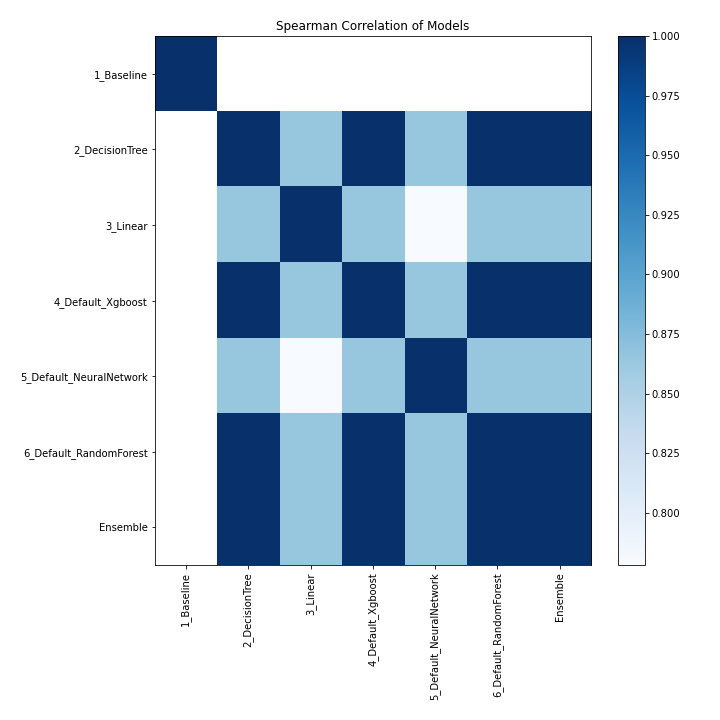 Spearman Correlation of Models
1_Baseline
2_DecisionTree
3_Linear
4_Default_Xgboost
5_Default_NeuralNetwork
6_Default_RandomForest
Ensemble
1_Baseline
2_DecisionTree
3_Linear
4_Default_Xgboost
5_Default_NeuralNetwork
6_Default_RandomForest
Ensemble
1.000
0.975
0.950
0.925
0.900
0.875
0.850
0.825
0.800